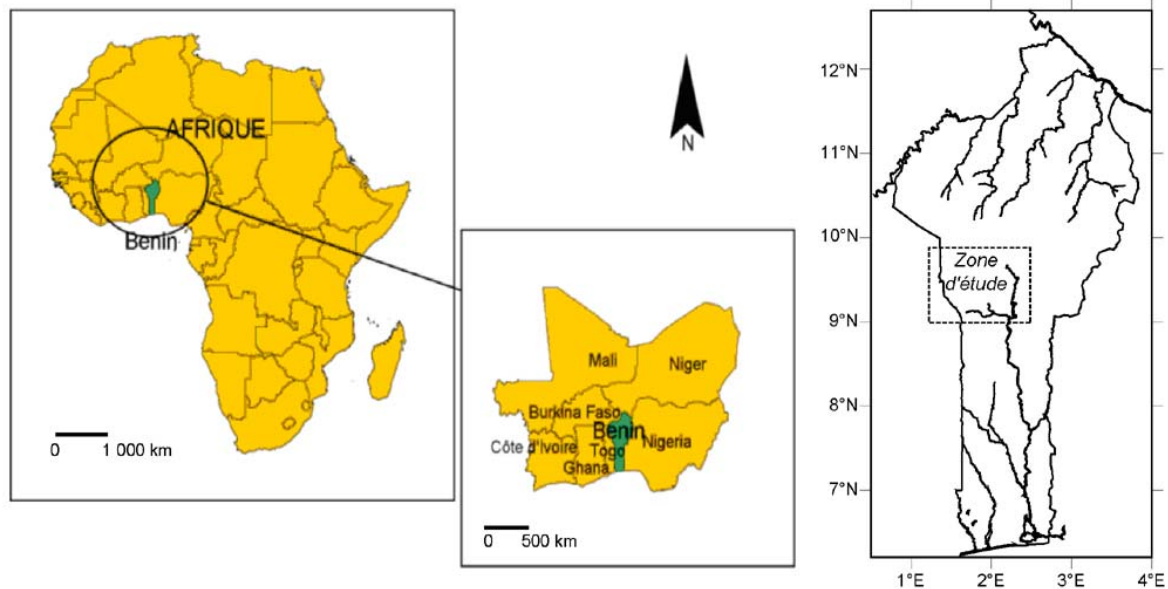 AFRIQUE
Benin
0 1 000 km
N
Mali
Niger
Burkina Faso
Benin
Côte d'Ivoire
Togo
Nigeria
Ghana
0 500 km
12°N
11°N
10°N
Zone
d'étude
9°N
8°N
7°N
1°E 2°E 3°E 4°E